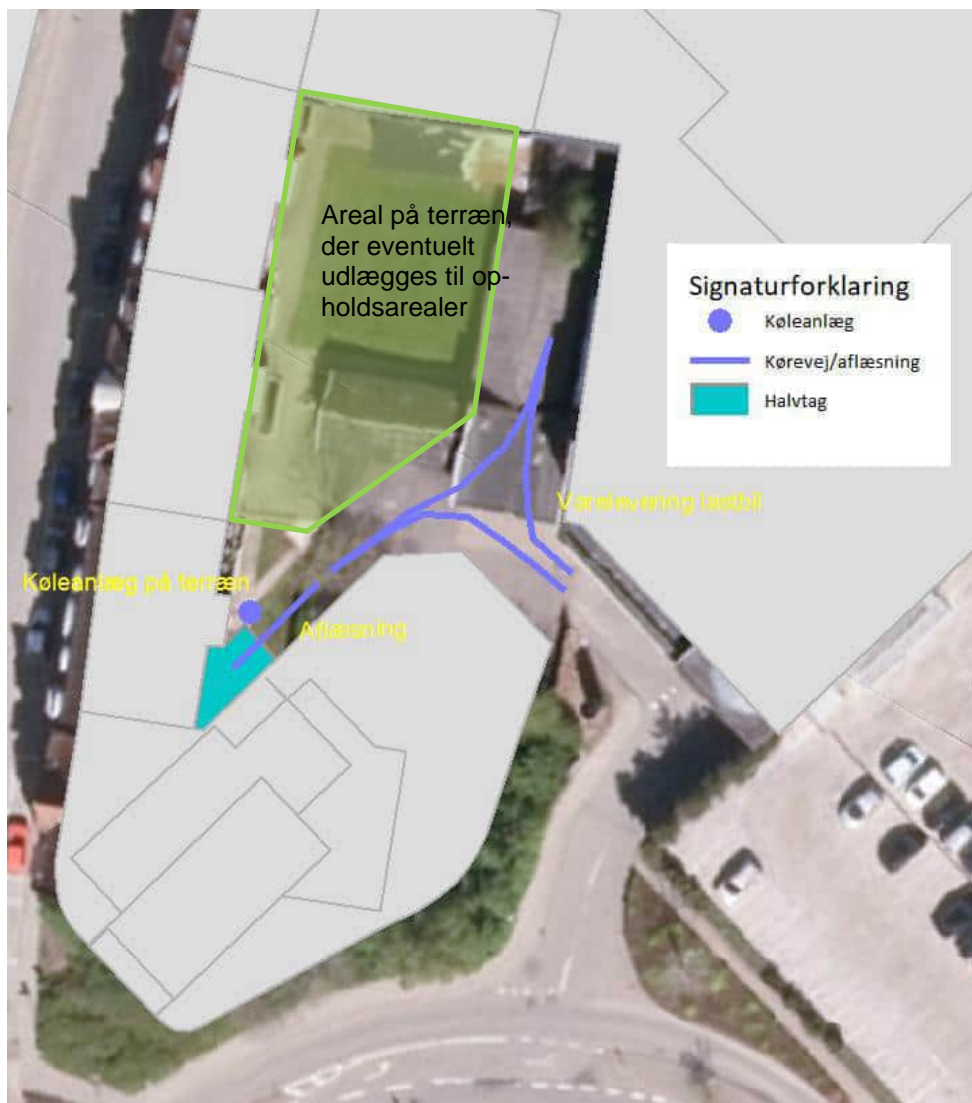 Areal på terræn,
der eventuelt
udlægges til op-
holdsarealer
Signaturforklaring
Køleanlæg
Kørevej/aflæsning
Halvtag
Varelevering lastbil
Køleanlæg på terræn
Aflæsning